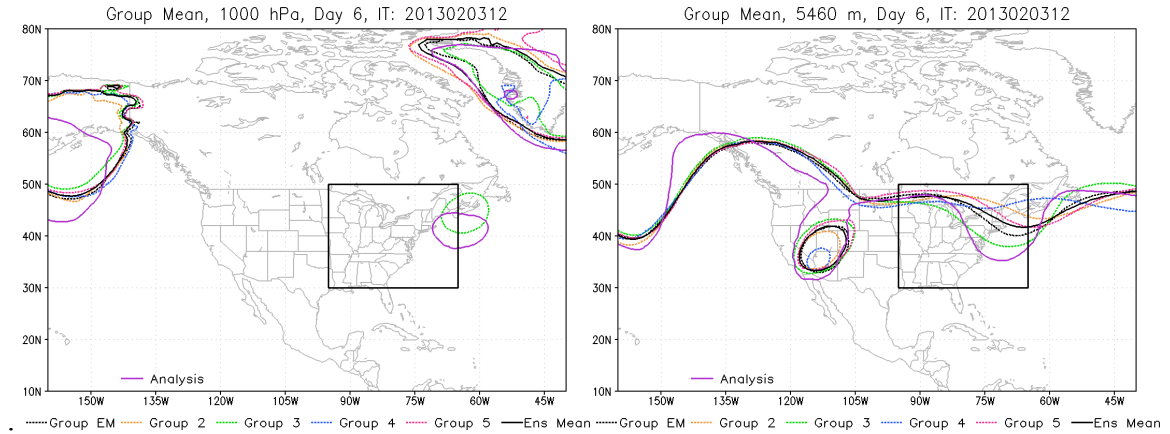 Group Mean, 1000 hPa, Day 6, IT: 2013020312
80N
70N
60N
50N
40N
30N
20N
10N
Analysis
150W 135W 120W 105W 90W 75W 60W 45W
Group EM Group 2 Group 3 Group 4 Group 5 Ens Mean
Group Mean, 5460 m, Day 6, IT: 2013020312
80N
70N
60N
50N
40N
30N
20N
10N
Analysis
150W 135W 120W 105W 90W 75W 60W 45W
Group EM Group 2 Group 3 Group 4 Group 5 Ens Mean